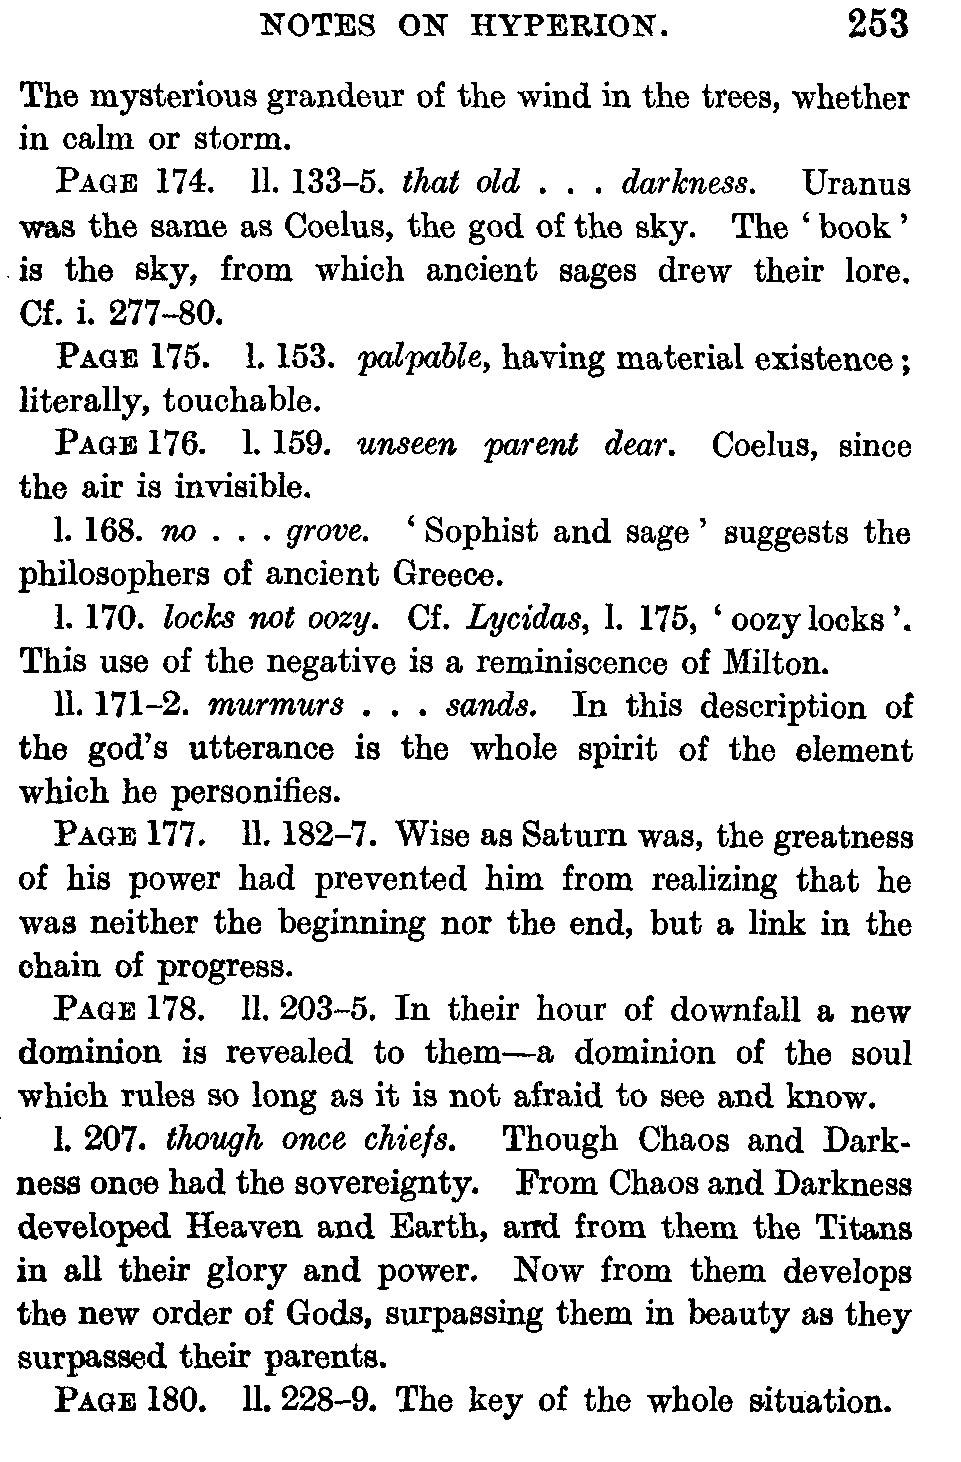 NOTES ON HYPERION. 253
The mysterious grandeur of the wind in the trees, whether
in calm or storm.
PAGE 174. ll. 133–5. that old . . . darkness. Uranus
was the same as Coelus, the god of the sky. The ‘ book ’
is the sky, from which ancient sages drew their lore.
Cf. i. 277–80.
PAGE 175. l. 153. palpable, having material existence ;
literally, touchable.
PAGE 176. l. 159. unseen parent dear. Coelus, since
the air is invisible.
l. 168. no . . . grove. ‘ Sophist and sage ’ suggests the
philosophers of ancient Greece.
l. 170. locks not oozy. Cf. Lycidas, l. 175, ‘ oozy locks ’.
This use of the negative is a reminiscence of Milton.
ll. 171–2. murmurs . . . sands. In this description of
the god’s utterance is the whole spirit of the element
which he personifies.
PAGE 177. ll. 182–7. Wise as Saturn was, the greatness
of his power had prevented him from realizing that he
was neither the beginning nor the end, but a link in the
chain of progress.
PAGE 178. ll. 203–5. In their hour of downfall a new
dominion is revealed to them—a dominion of the soul
which rules so long as it is not afraid to see and know.
l. 207. though once chiefs. Though Chaos and Dark-
ness once had the sovereignty. From Chaos and Darkness
developed Heaven and Earth, and from them the Titans
in all their glory and power. Now from them develops
the new order of Gods, surpassing them in beauty as they
surpassed their parents.
PAGE 180. ll. 228–9. The key of the whole situation.